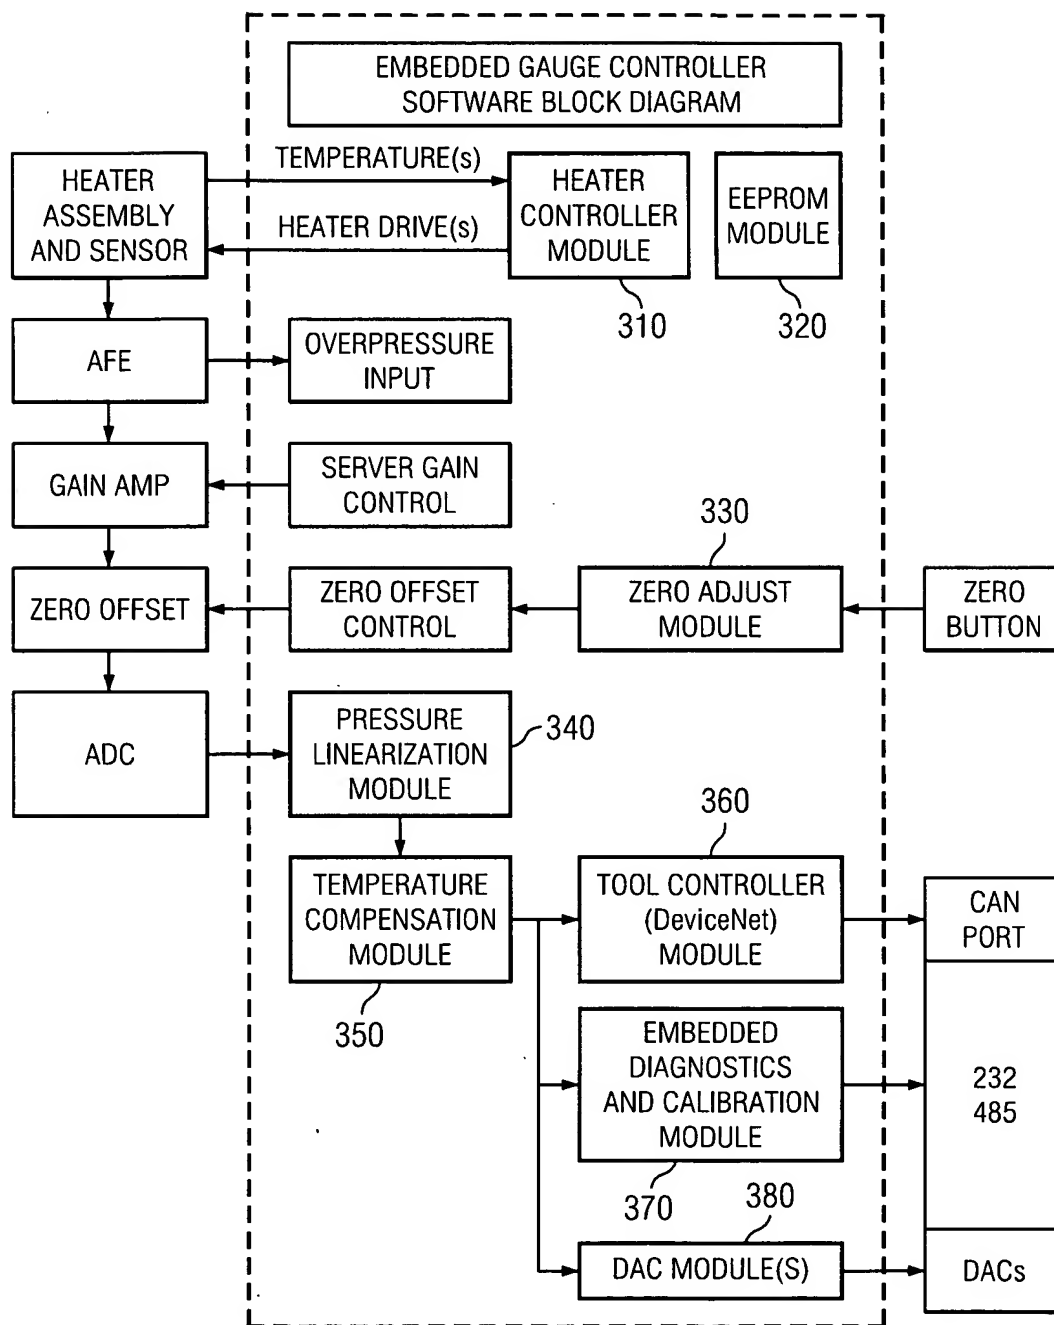 EMBEDDED GAUGE CONTROLLER
SOFTWARE BLOCK DIAGRAM
HEATER
ASSEMBLY
AND SENSOR
TEMPERATURE(s)
HEATER DRIVE(s)
HEATER
CONTROLLER
MODULE
EEPROM
MODULE
310
320
AFE
OVERPRESSURE
INPUT
GAIN AMP
SERVER GAIN
CONTROL
330
ZERO OFFSET
ZERO OFFSET
CONTROL
ZERO ADJUST
MODULE
ZERO
BUTTON
ADC
PRESSURE
LINEARIZATION
MODULE
340
360
TEMPERATURE
COMPENSATION
MODULE
350
TOOL CONTROLLER
(DeviceNet)
MODULE
CAN
PORT
EMBEDDED
DIAGNOSTICS
AND CALIBRATION
MODULE
232
485
370
380
DAC MODULE(S)
DACs